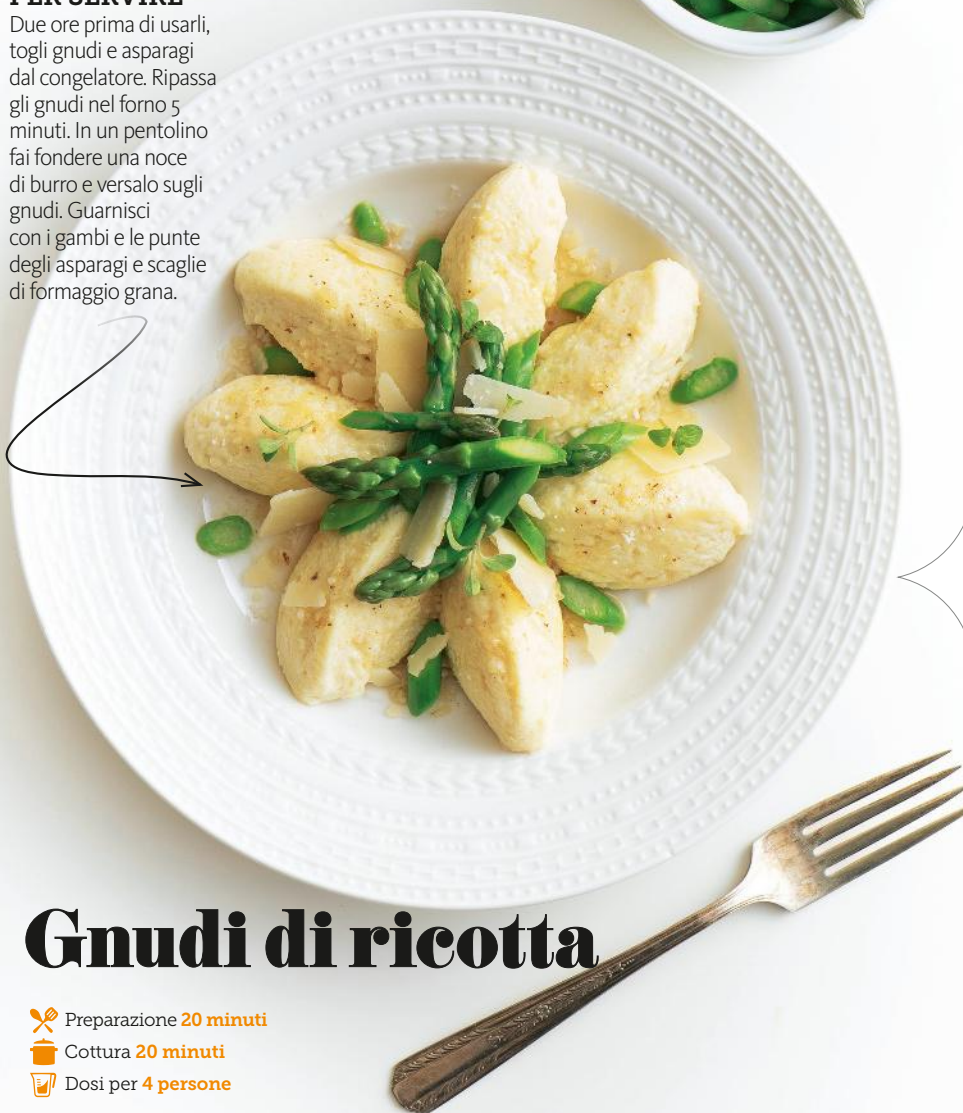 PER SERVIRE
Due ore prima di usarli,
togli gnudi e asparagi
dal congelatore. Ripassa
gli gnudi nel forno 5
minuti. In un pentolino
fai fondere una noce
di burro e versalo sugli
gnudi. Guarnisci
con i gambi e le punte
degli asparagi e scaglie
di formaggio grana.
Gnudi di ricotta
Preparazione 20 minuti
Cottura 20 minuti
Dosi per 4 persone